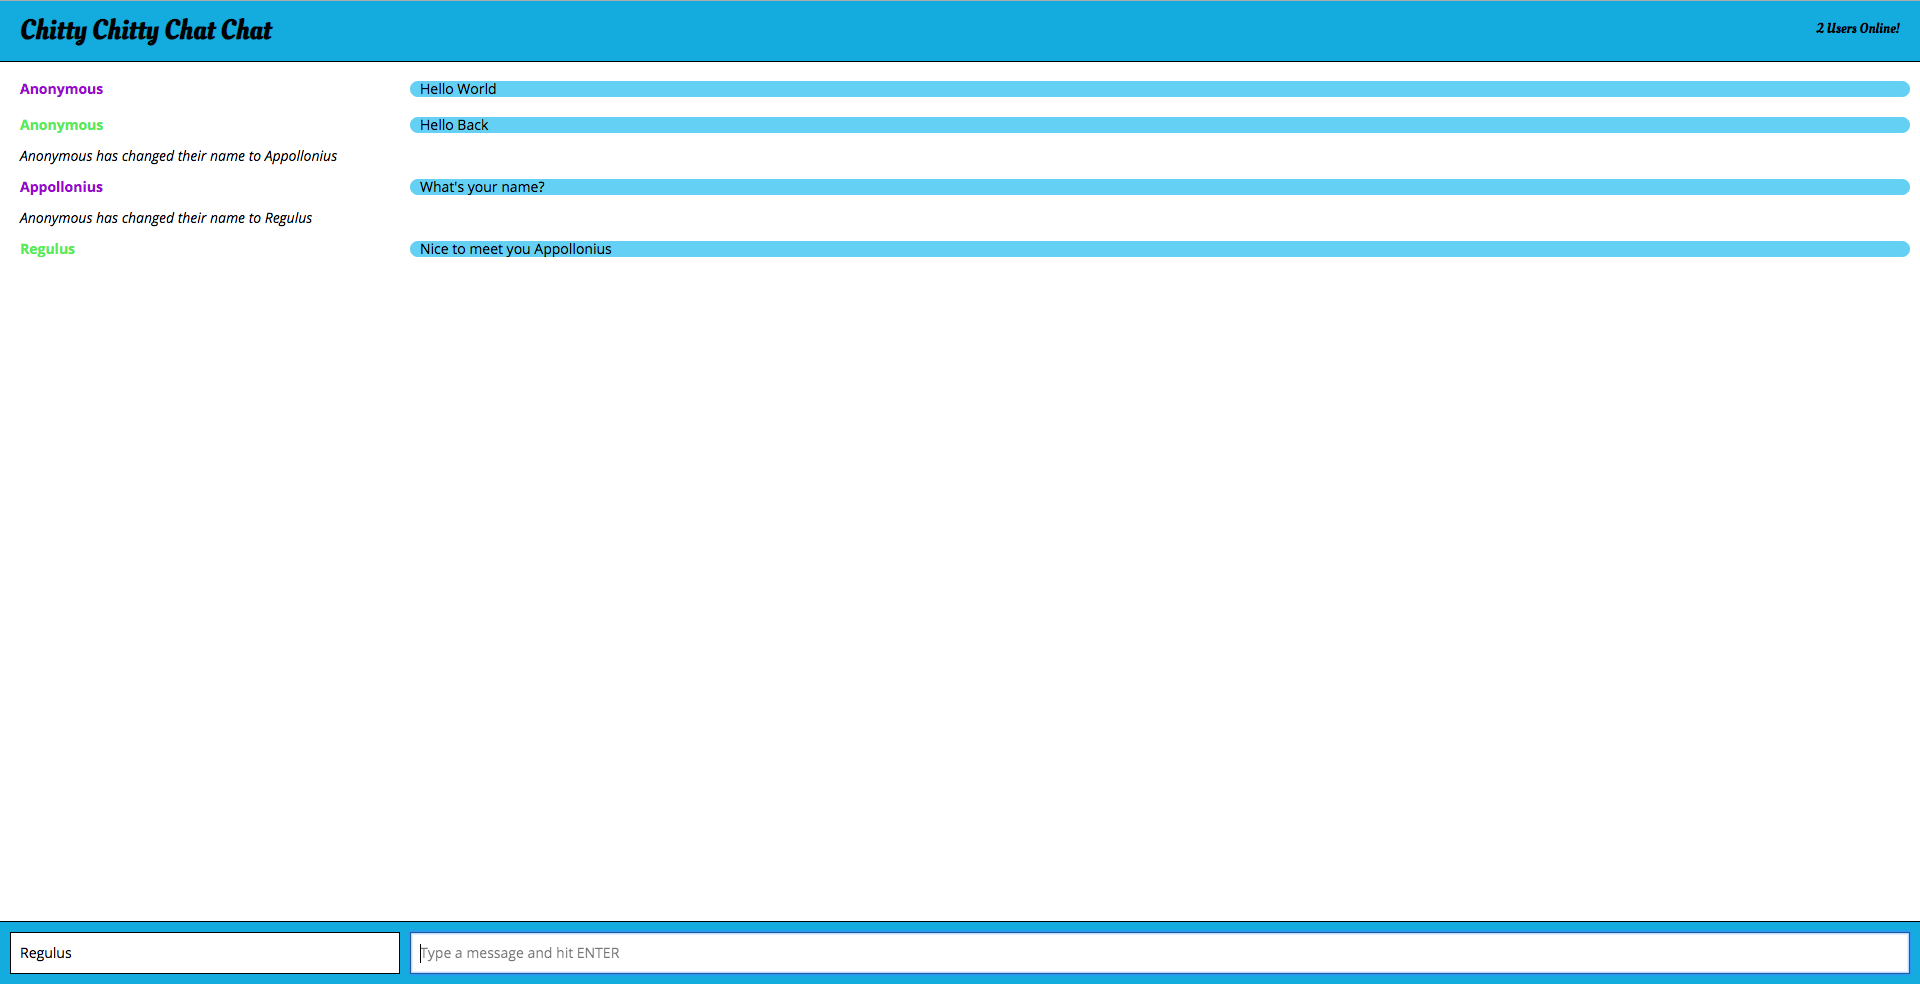 Chitty Chitty Chat Chat
2 Users Online!
Anonymous Hello World
Anonymous Hello Back
Anonymous has changed their name to Appollonius
Appollonius What's your name?
Anonymous has changed their name to Regulus
Regulus Nice to meet you Appollonius
Regulus Type a message and hit ENTER